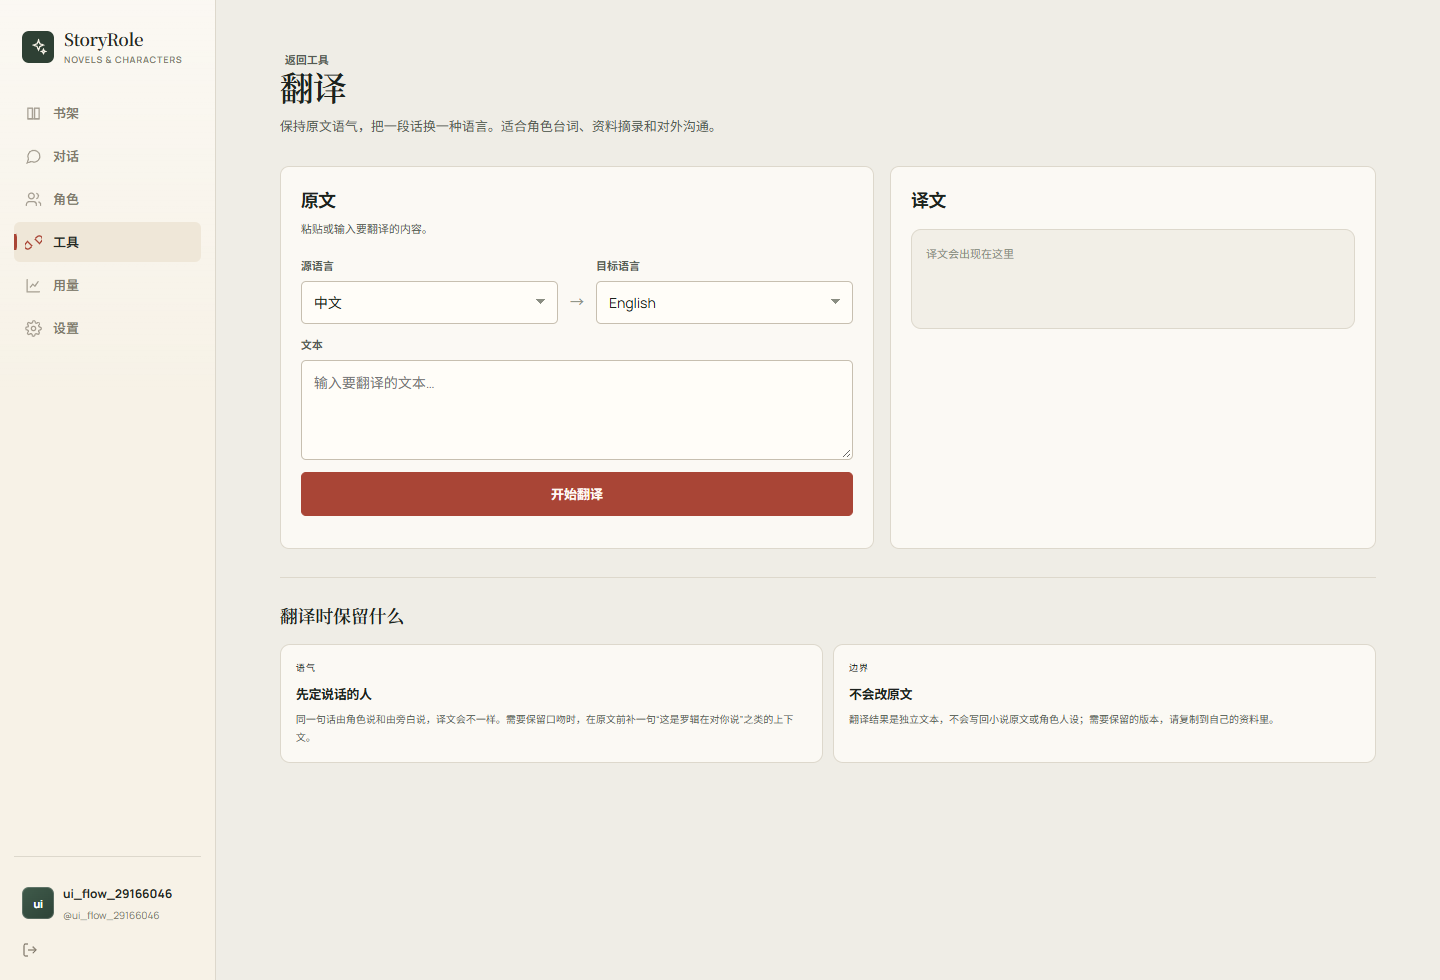 StoryRole
NOVELS & CHARACTERS
书架
对话
角色
工具
用量
设置
ui
ui_flow_29166046
@ui_flow_29166046
返回工具
翻译
保持原文语气，把一段话换一种语言。适合角色台词、资料摘录和对外沟通。
原文
粘贴或输入要翻译的内容。
源语言
目标语言
中文
→
English
文本
输入要翻译的文本...
开始翻译
译文
译文会出现在这里
翻译时保留什么
语气
先定说话的人
同一句话由角色说和由旁白说，译文会不一样。需要保留口吻时，在原文前补一句“这是罗辑在对你说”之类的上下
文。
边界
不会改原文
翻译结果是独立文本，不会写回小说原文或角色人设；需要保留的版本，请复制到自己的资料里。